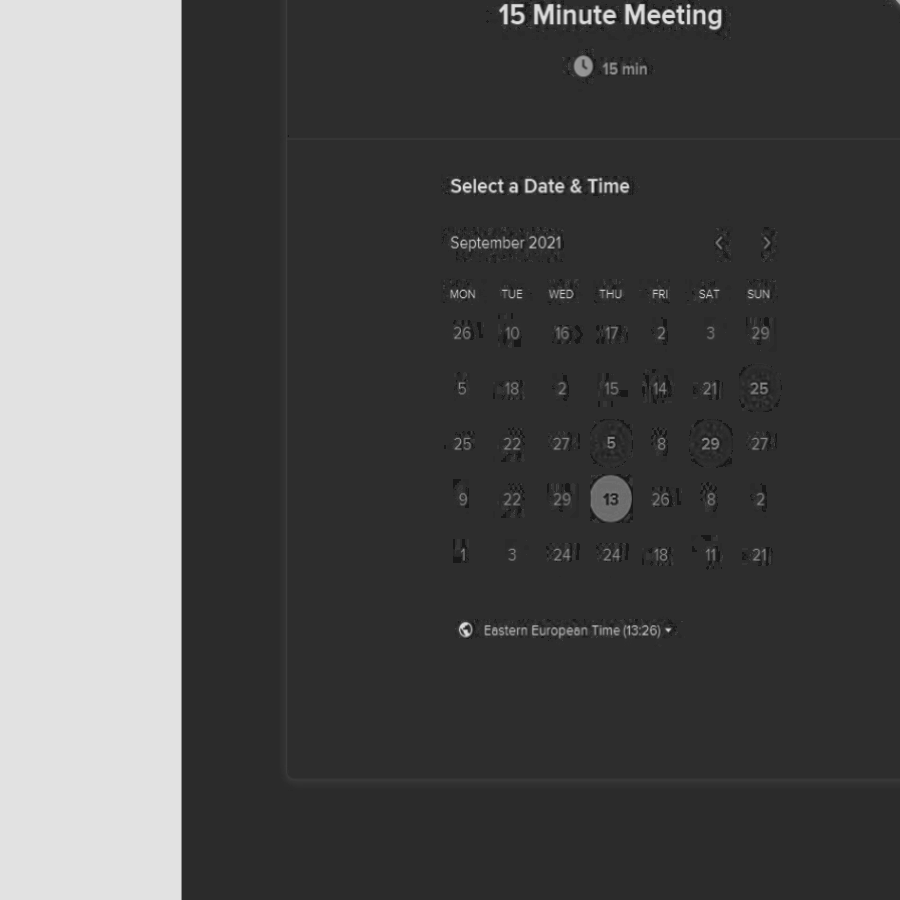 15 Minute Meeting
15 min
Select a Date & Time
September 2021
MON TUE WED THU FRI SAT SUN
26 10 16 17 2 3 29
5 18 2 15 14 21 25
25 22 27 5 8 29 27
9 22 29 13 26 8 2
1 3 24 24 18 11 21
Eastern European Time (13:26)